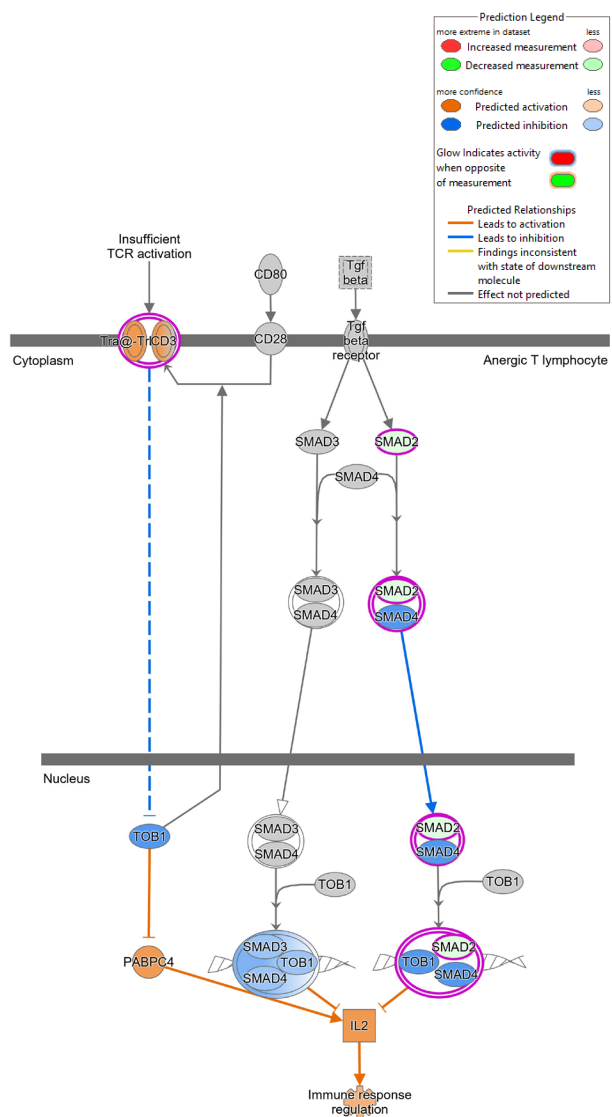 Prediction Legend
more extreme in dataset less
Increased measurement
Decreased measurement
more confidence less
Predicted activation
Predicted inhibition
Glow Indicates activity
when opposite
of measurement
Predicted Relationships
Leads to activation
Leads to inhibition
Findings inconsistent
with state of downstream
molecule
Effect not predicted
Insufficient
TCR activation
CD80
Tgf
beta
CD3
CD28
Tgf
beta
receptor
Cytoplasm
Anergic T lymphocyte
SMAD3
SMAD2
SMAD4
SMAD3
SMAD4
SMAD2
SMAD4
Nucleus
TOB1
SMAD3
SMAD4
SMAD2
SMAD4
TOB1
TOB1
PABPC4
SMAD3
TOB1
SMAD4
SMAD2
TOB1
SMAD4
IL2
Immune response
regulation